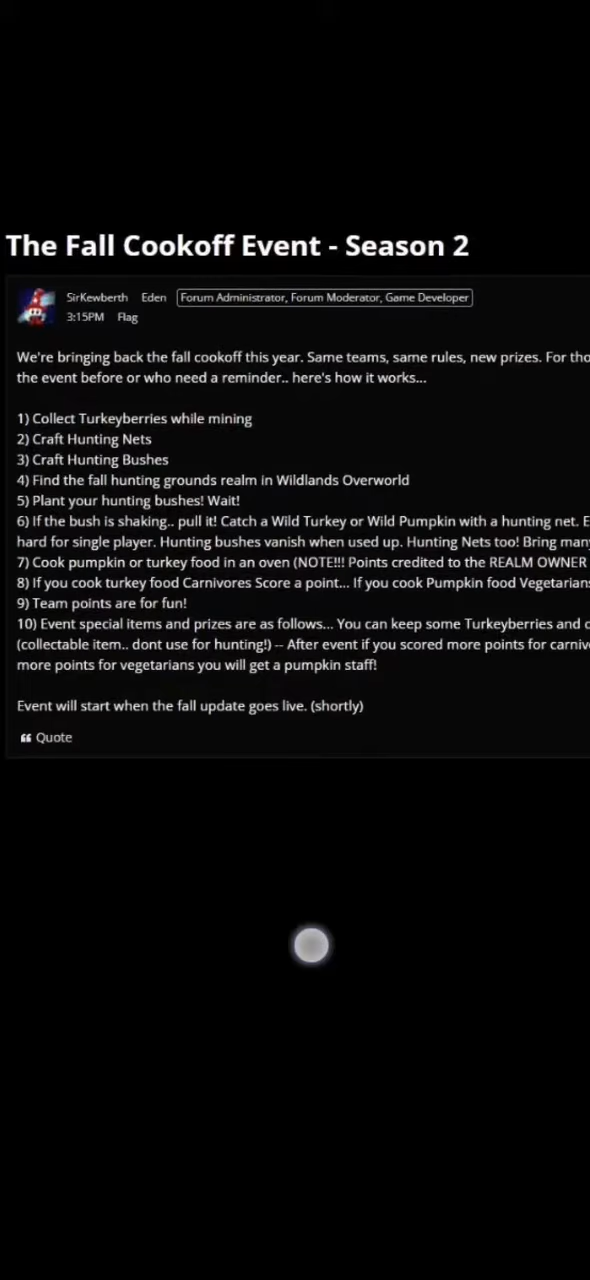 The Fall Cookoff Event - Season 2
SirKewberth Eden Forum Administrator, Forum Moderator, Game Developer
3:15PM Flag
We're bringing back the fall cookoff this year. Same teams, same rules, new prizes. For
the event before or who need a reminder.. here's how it works...
1) Collect Turkeyberries while mining
2) Craft Hunting Nets
3) Craft Hunting Bushes
4) Find the fall hunting grounds realm in Wildlands Overworld
5) Plant your hunting bushes! Wait!
6) If the bush is shaking.. pull it! Catch a Wild Turkey or Wild Pumpkin with a hunting net.
hard for single player. Hunting bushes vanish when used up. Hunting Nets too! Bring
7) Cook pumpkin or turkey food in an oven (NOTE!!! Points credited to the REALM OWNER
8) If you cook turkey food Carnivores Score a point... If you cook Pumpkin food
9) Team points are for fun!
10) Event special items and prizes are as follows... You can keep some Turkeyberries and
(collectable item.. dont use for hunting!) -- After event if you scored more points for
more points for vegetarians you will get a pumpkin staff!
Event will start when the fall update goes live. (shortly)
Quote